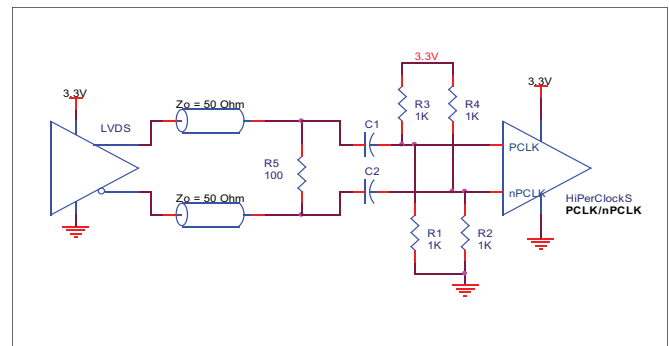 3.3V
3.3V
3.3V
Zo = 50 Ohm
LVDS
R3
1K
R4
1K
C1
PCLK
R5
100
C2
nPCLK
Zo = 50 Ohm
HiPerClockS
PCLK/nPCLK
R1
1K
R2
1K